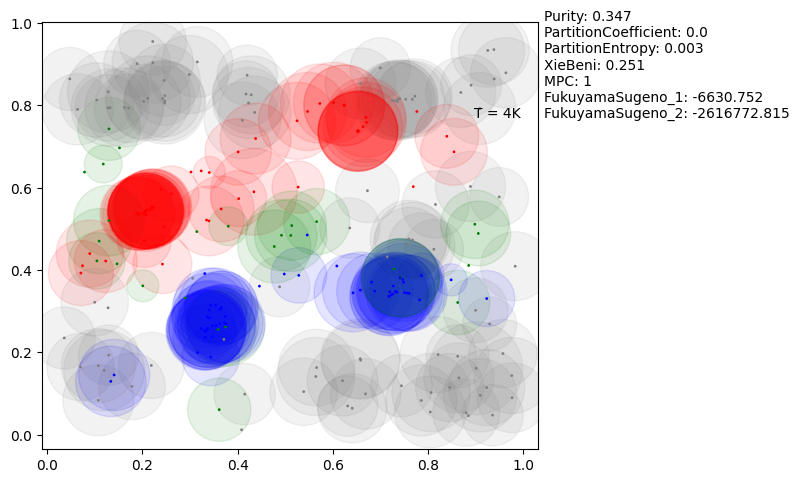 Purity: 0.347
PartitionCoefficient: 0.0
PartitionEntropy: 0.003
XieBeni: 0.251
MPC: 1
FukuyamaSugeno_1: -6630.752
FukuyamaSugeno_2: -2616772.815
T = 4K
1.0
0.8
0.6
0.4
0.2
0.0
0.0 0.2 0.4 0.6 0.8 1.0